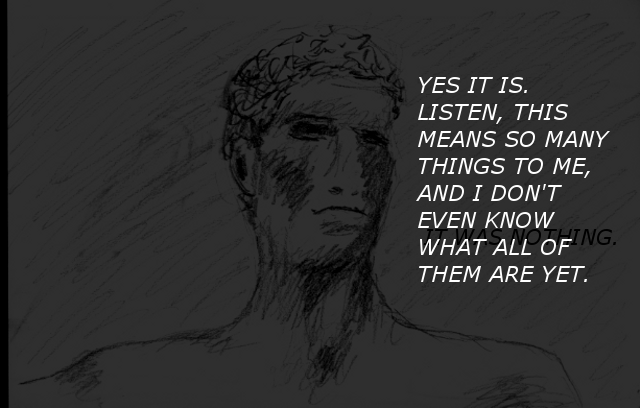 YES IT IS.
LISTEN, THIS
MEANS SO MANY
THINGS TO ME,
AND I DON'T
EVEN KNOW
IT WAS NOTHING.
WHAT ALL OF
THEM ARE YET.